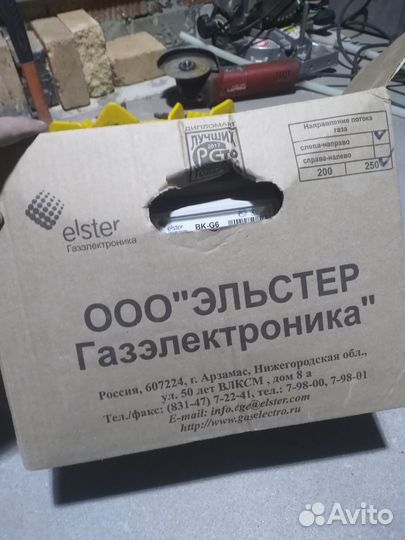 ДИПЛОМАНТ
ЛУЧШИХ
2017
Направление потока
газа
слева-направо
справа-налево
200 250
elster
Газэлектроника
elster
BK-G6
ООО"ЭЛЬСТЕР
Газэлектроника"
Россия, 607224, г. Арзамас, Нижегородская обл.,
ул. 50 лет ВЛКСМ , дом 8 а
Тел./факс: (831-47) 7-22-41, тел.: 7-98-00, 7-98-01
E-mail: info.ege@elster.com
http://www.gaselectro.ru
Avito